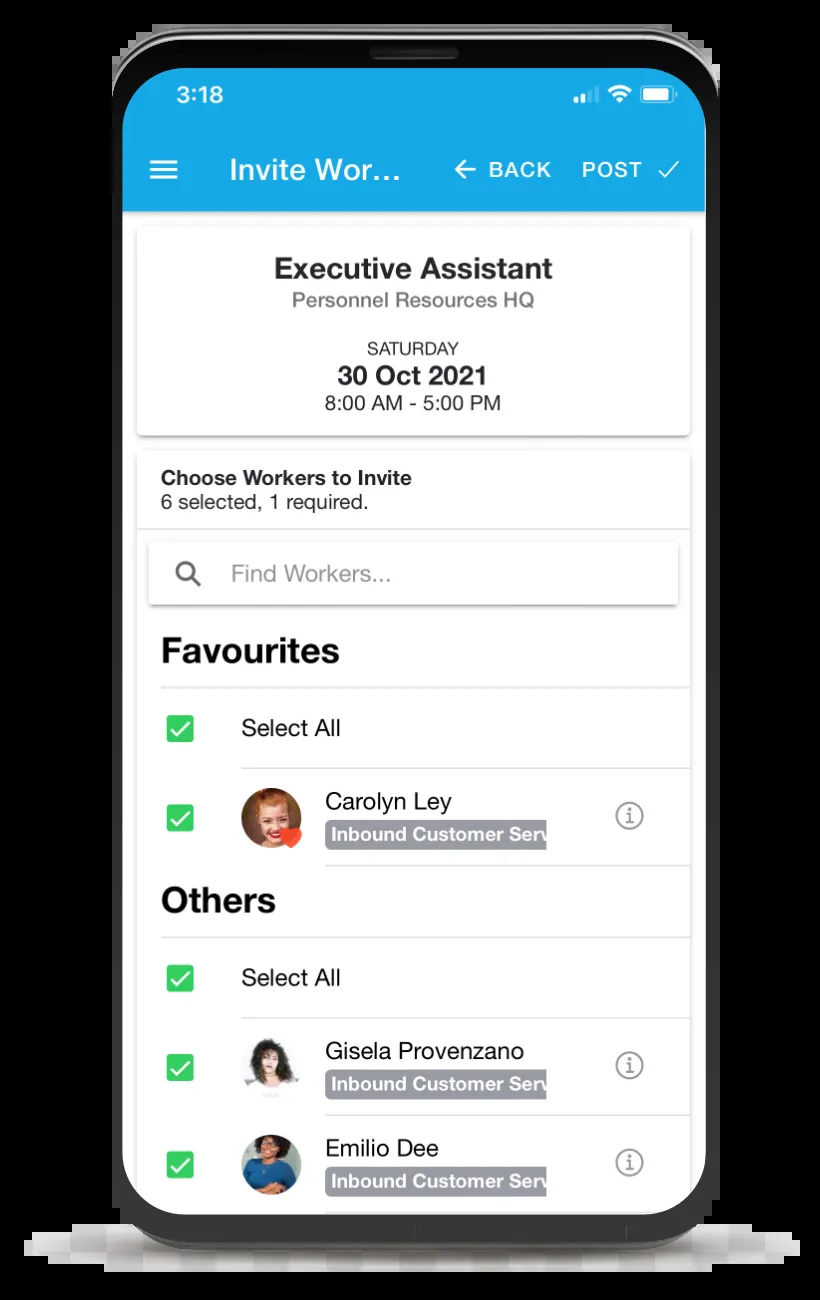 3:18
Invite Wor... BACK POST
Executive Assistant
Personnel Resources HQ
SATURDAY
30 Oct 2021
8:00 AM - 5:00 PM
Choose Workers to Invite
6 selected, 1 required.
Find Workers...
Favourites
Select All
Carolyn Ley
Inbound Customer Serv
Others
Select All
Gisela Provenzano
Inbound Customer Serv
Emilio Dee
Inbound Customer Serv